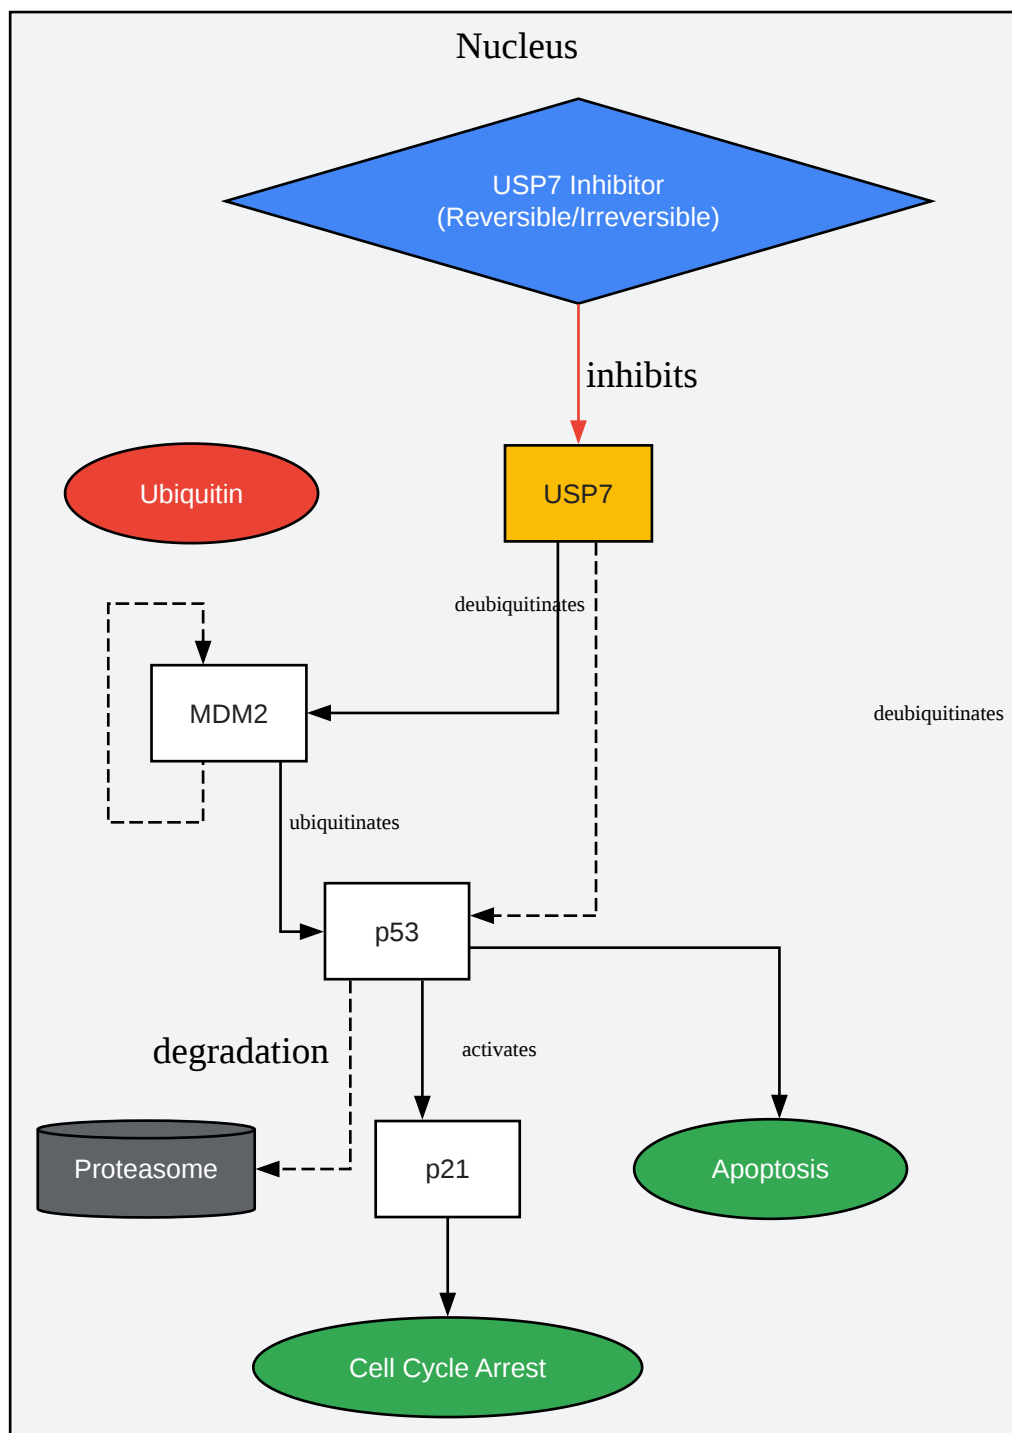 Nucleus
USP7 Inhibitor
(Reversible/Irreversible)
inhibits
Ubiquitin
USP7
deubiquitinates
MDM2
deubiquitinates
ubiquitinates
p53
degradation
activates
Proteasome
p21
Apoptosis
Cell Cycle Arrest